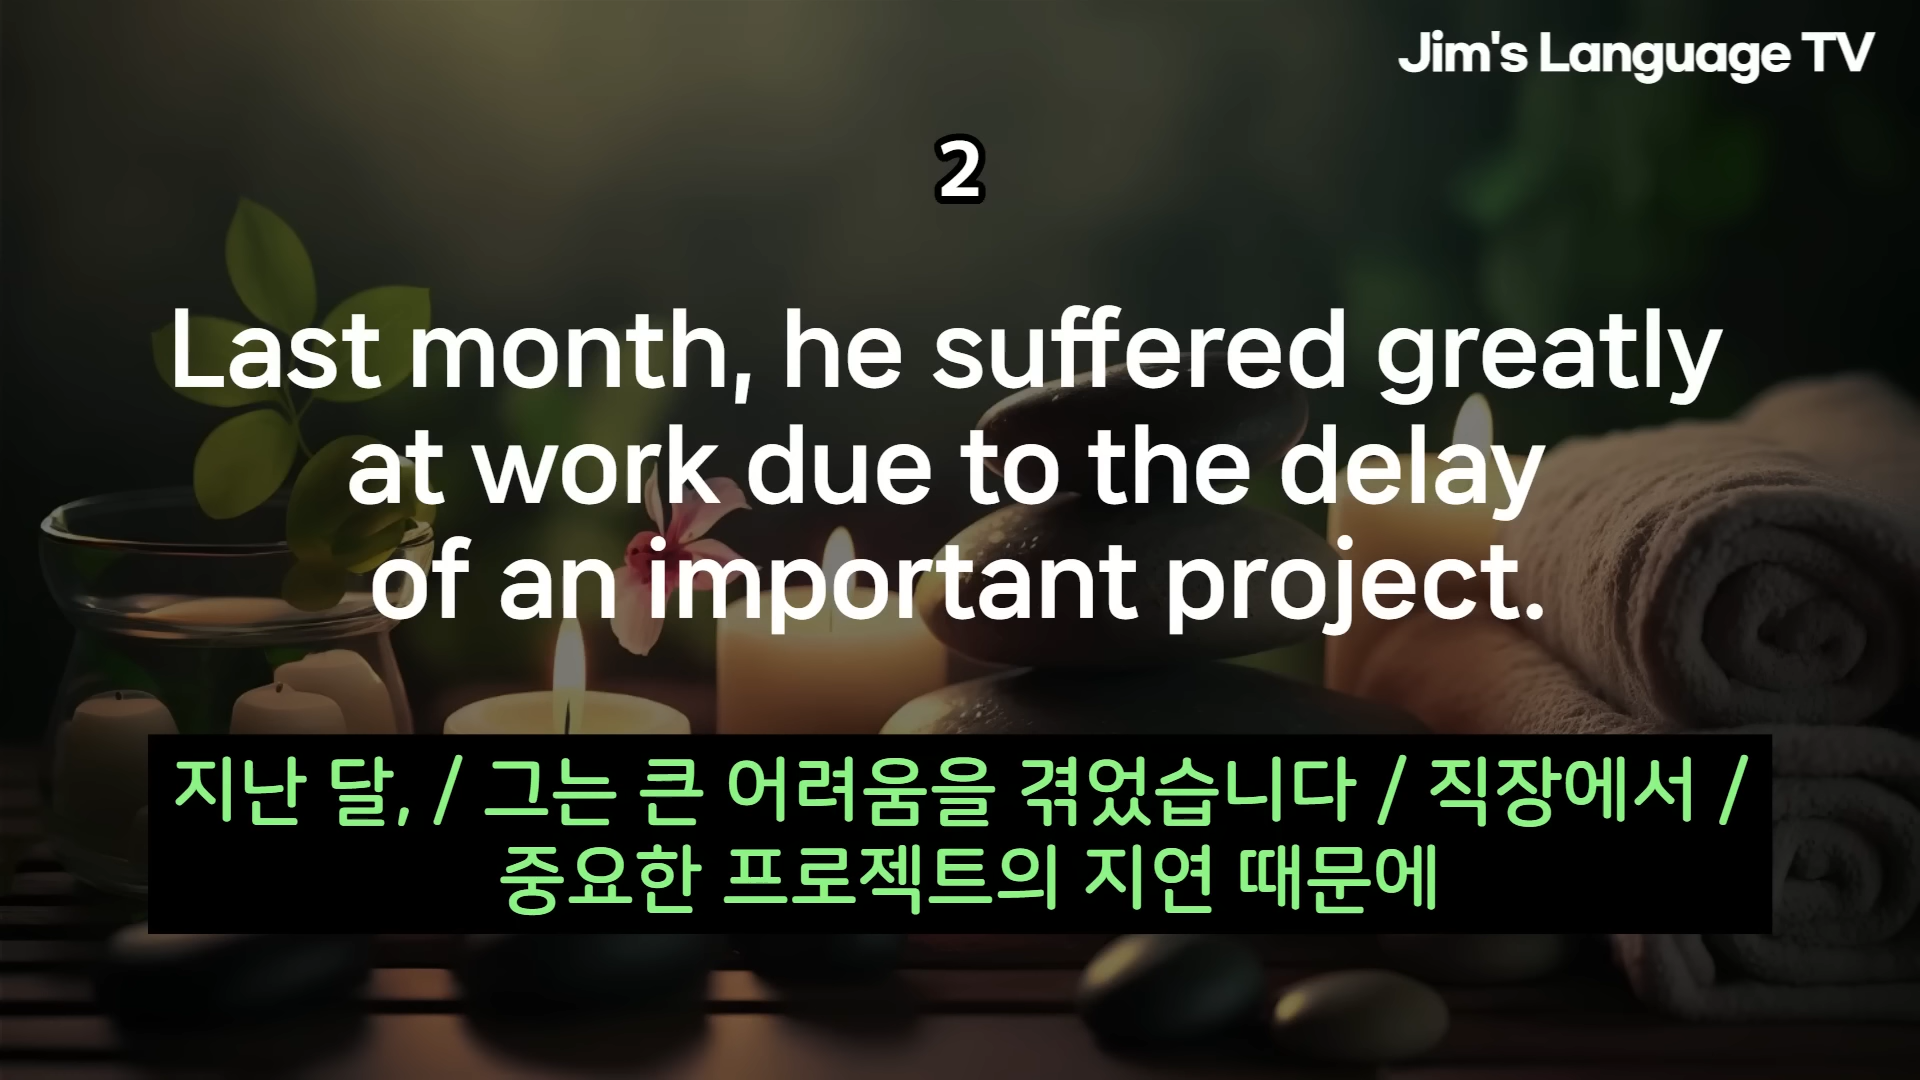 Jim's Language TV
2
Last month, he suffered greatly
at work due to the delay
of an important project.
지난 달, / 그는 큰 어려움을 겪었습니다 / 직장에서 /
중요한 프로젝트의 지연 때문에